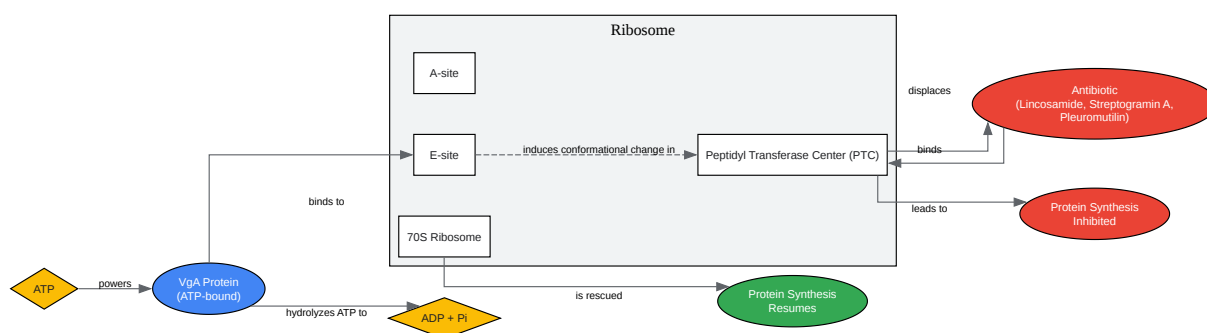 Ribosome
A-site
displaces
Antibiotic
(Lincosamide, Streptogramin A,
Pleuromutilin)
E-site
induces conformational change in
Peptidyl Transferase Center (PTC)
binds
binds to
leads to
Protein Synthesis
Inhibited
70S Ribosome
ATP
powers
VgA Protein
(ATP-bound)
is rescued
Protein Synthesis
Resumes
hydrolyzes ATP to
ADP + Pi